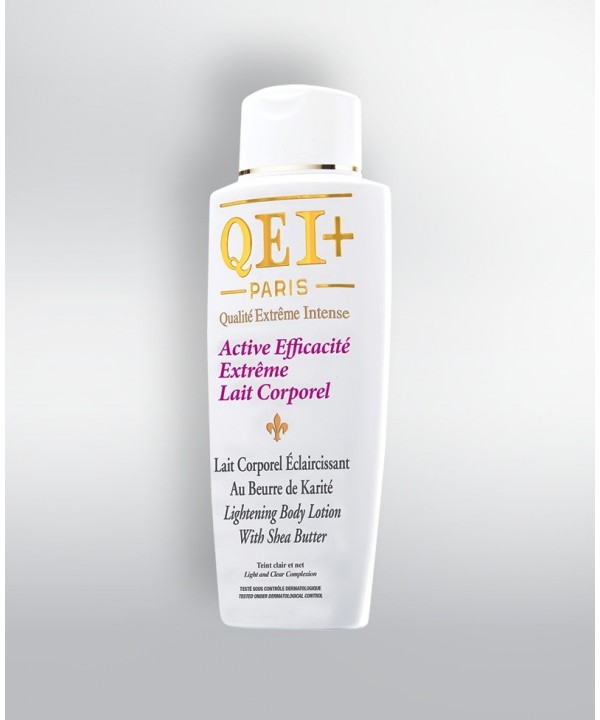 QEI+
PARIS
Qualité Extrême Intense
Active Efficacité
Extrême
Lait Corporel
Lait Corporel Éclaircissant
Au Beurre de Karité
Lightening Body Lotion
With Shea Butter
Teint clair et net
Light and Clear Complexion
TESTÉ SOUS CONTRÔLE DERMATOLOGIQUE
TESTED UNDER DERMATOLOGICAL CONTROL